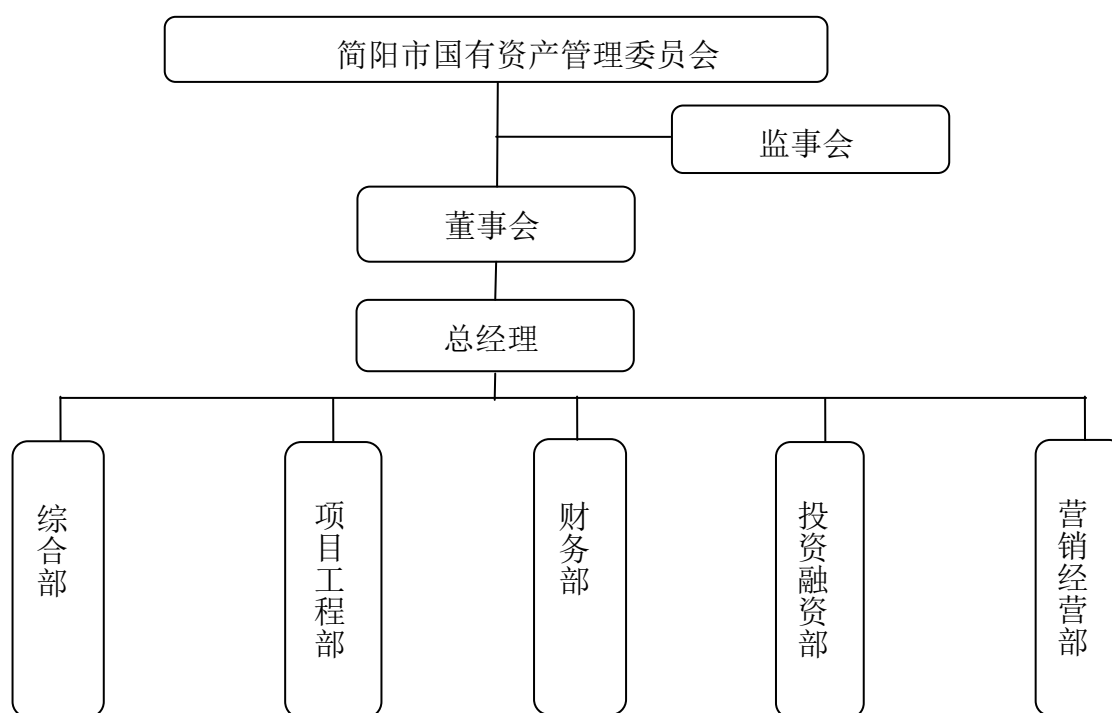 简阳市国有资产管理委员会
监事会
董事会
总经理
综合部
项目工程部
财务部
投资融资部
营销经营部